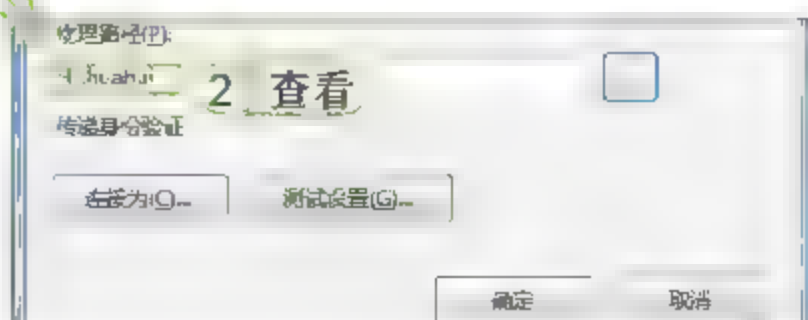 物理路径(P):
2 查看
传递身份验证
连接为(C)...
测试设置(G)...
确定
取消